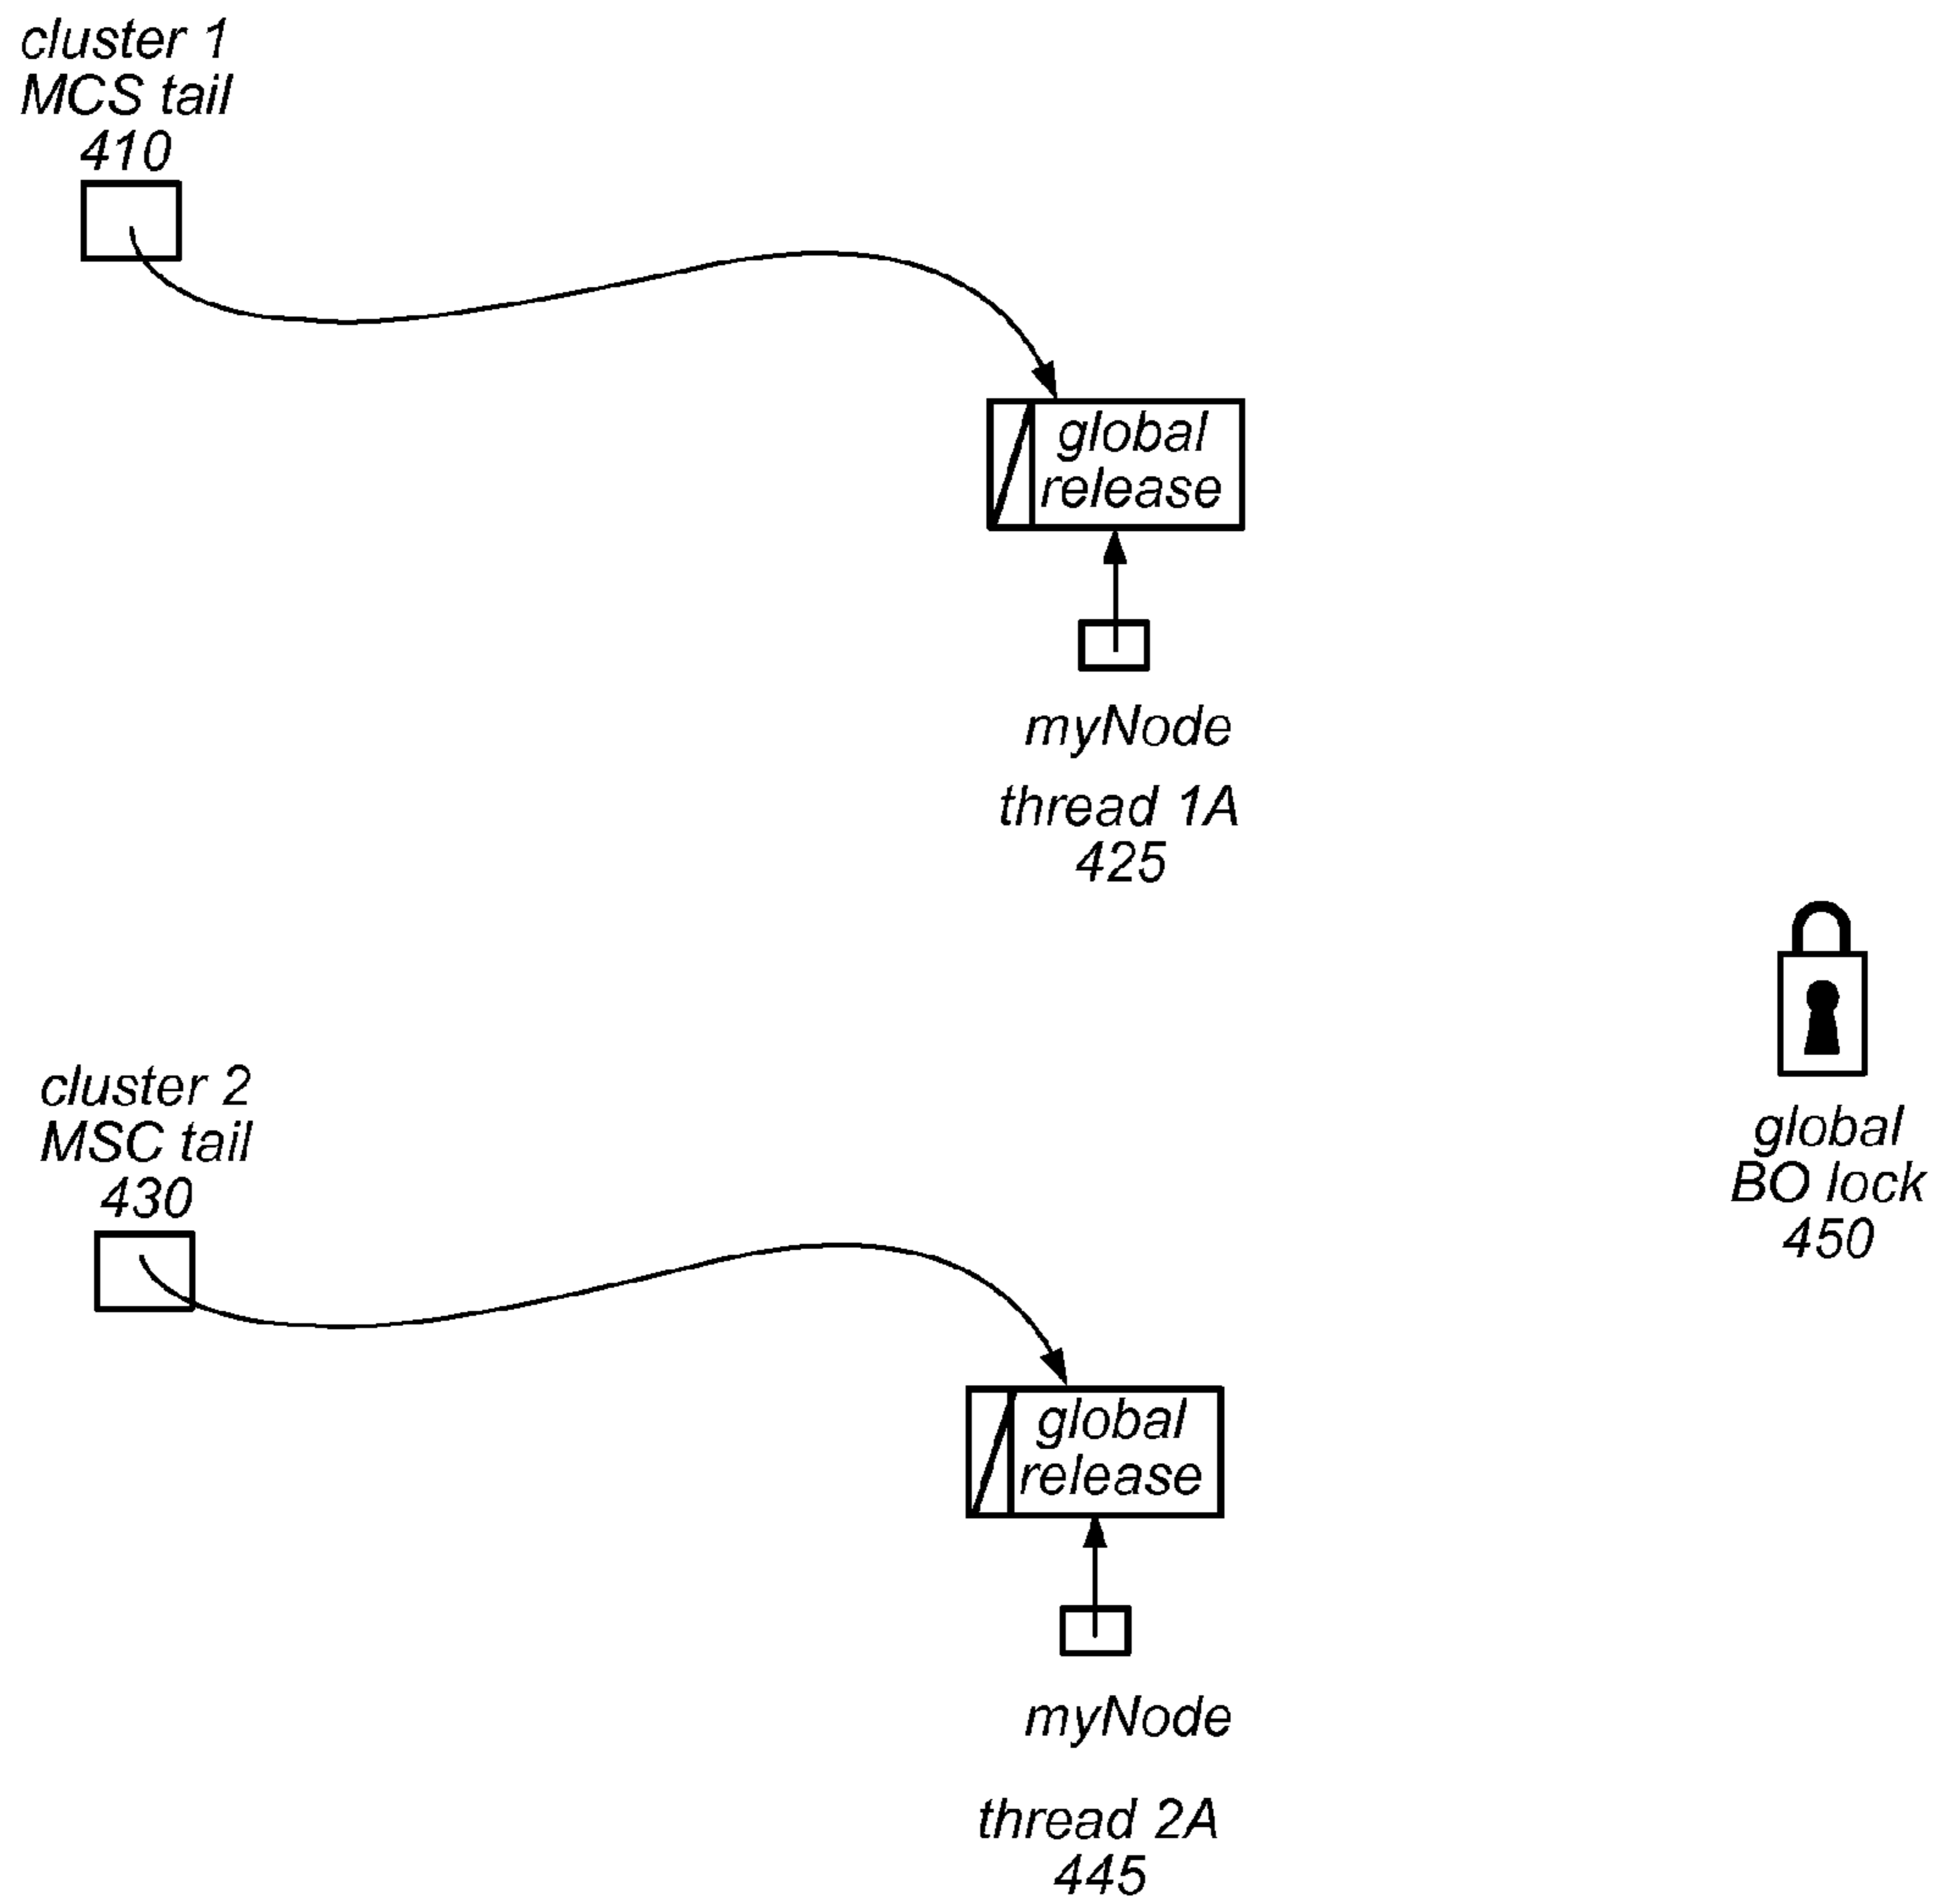 cluster 1
MCS tail
410
global
release
myNode
thread 1A
425
global
BO lock
450
cluster 2
MSC tail
430
global
release
myNode
thread 2A
445